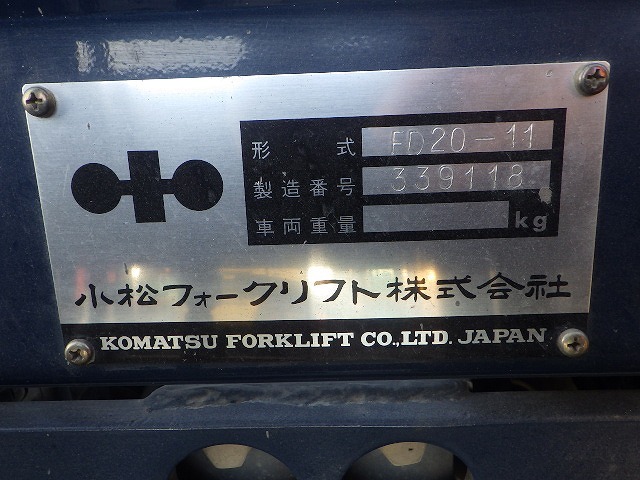 形式 FD20-11
製造番号 339118
車両重量 kg
小松フォークリフト株式会社
KOMATSU FORKLIFT CO.,LTD. JAPAN